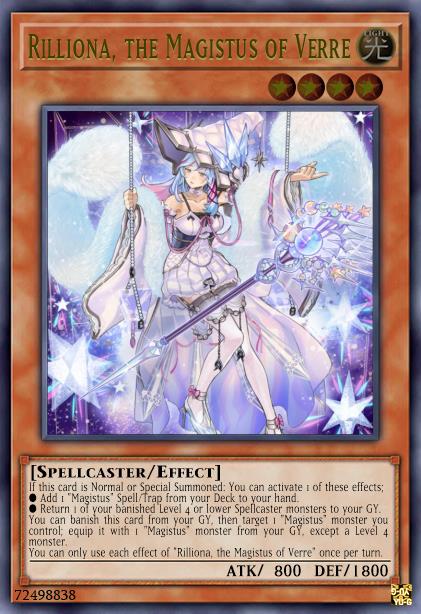 Rilliona, the Magistus of Verre
LIGHT
光
[Spellcaster/Effect]
If this card is Normal or Special Summoned: You can activate 1 of these effects;
● Add 1 "Magistus" Spell/Trap from your Deck to your hand.
● Return 1 of your banished Level 4 or lower Spellcaster monsters to your GY.
You can banish this card from your GY, then target 1 "Magistus" monster you
control; equip it with 1 "Magistus" monster from your GY, except a Level 4
monster.
You can only use each effect of "Rilliona, the Magistus of Verre" once per turn.
ATK/ 800 DEF/1800
72498838